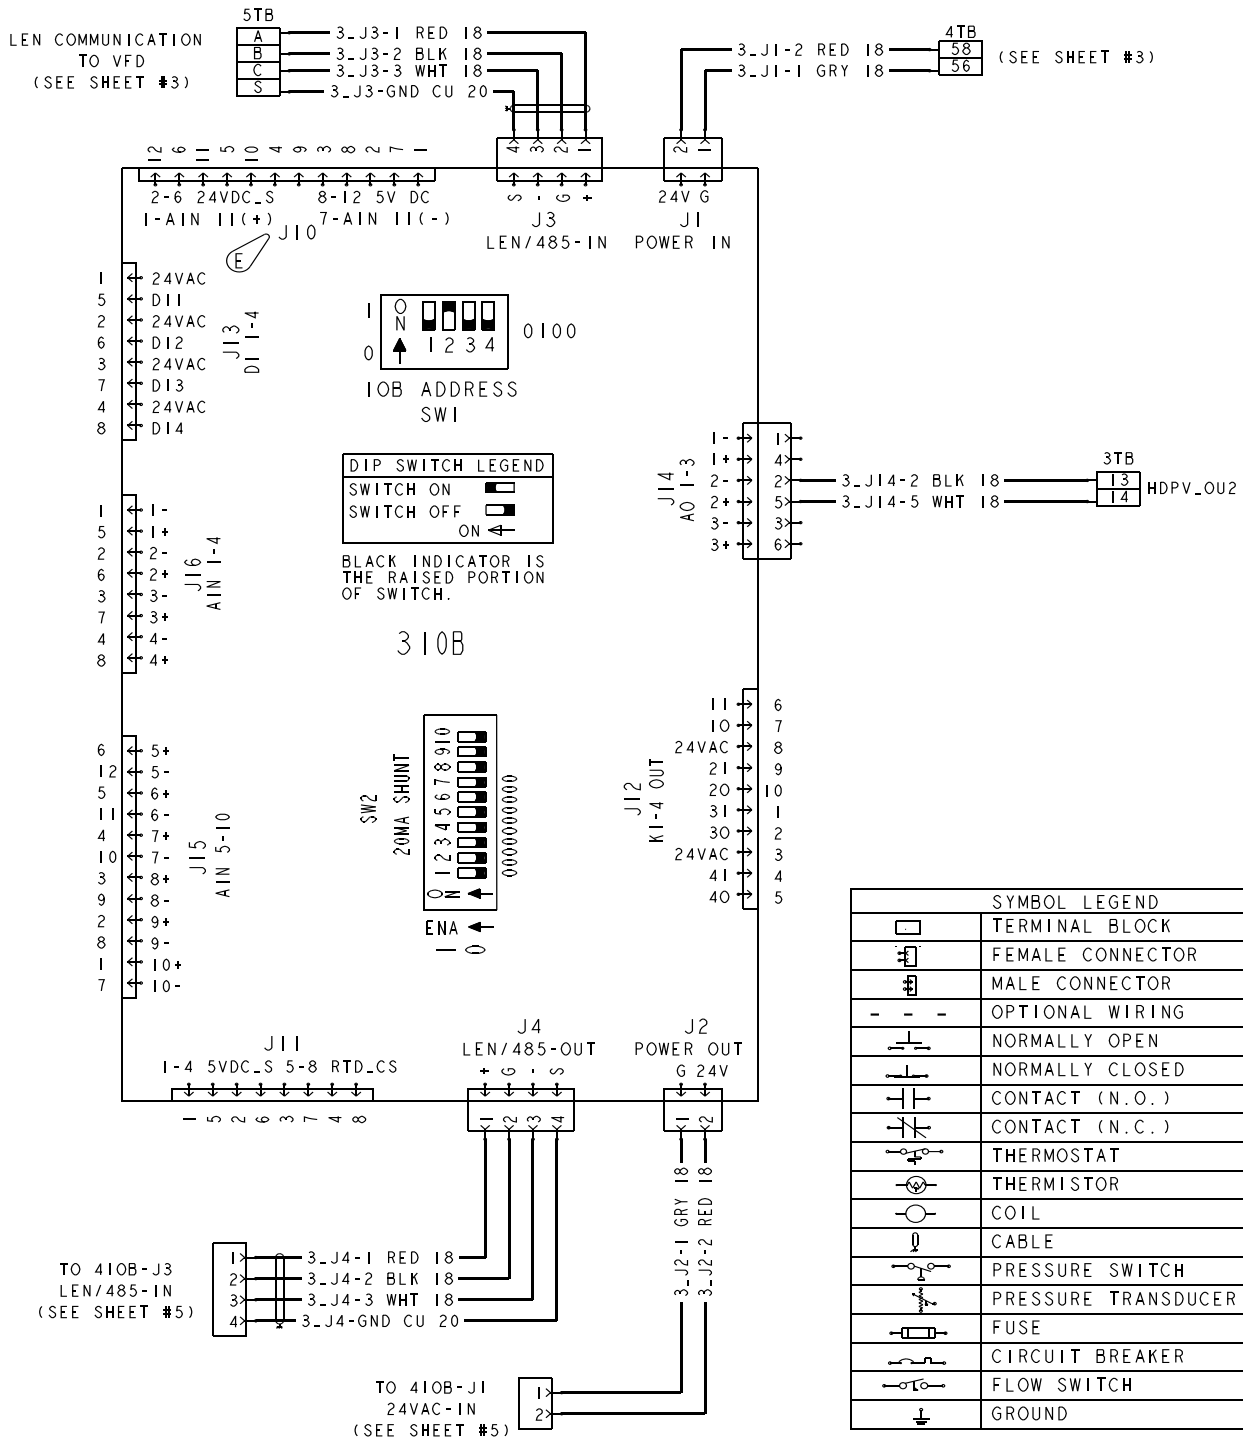 5TB
LEN COMMUNICATION
TO VFD
(SEE SHEET #3)
A
B
C
S
3_J3-1 RED 18
3_J3-2 BLK 18
3_J3-3 WHT 18
3_J3-GND CU 20
3_J1-2 RED 18
3_J1-1 GRY 18
4TB
58
56
(SEE SHEET #3)
12 6 11 5 10 4 9 3 8 2 7 1
2-6 24VDC_S 8-12 5V DC
1-AIN 11(+) 7-AIN 11(-)
J10
E
4 3 2 1
S - G +
J3
LEN/485-IN
2 1
24V G
J1
POWER IN
1 24VAC
5 DI1
2 24VAC
6 DI2
3 24VAC
7 DI3
4 24VAC
8 DI4
J13
DI 1-4
1
0
ON
1 2 3 4
0100
IOB ADDRESS
SW1
DIP SWITCH LEGEND
SWITCH ON
SWITCH OFF
ON
BLACK INDICATOR IS
THE RAISED PORTION
OF SWITCH.
3IOB
1- 1
1+ 4
2- 2
2+ 5
3- 3
3+ 6
J14
AO 1-3
3_J14-2 BLK 18
3_J14-5 WHT 18
3TB
13
14
HDPV_OU2
1 1-
5 1+
2 2-
6 2+
3 3-
7 3+
4 4-
8 4+
J16
AIN 1-4
6 5+
12 5-
5 6+
11 6-
4 7+
10 7-
3 8+
9 8-
2 9+
8 9-
1 10+
7 10-
J15
AIN 5-10
SW2
20MA SHUNT
1 2 3 4 5 6 7 8 9 10
0000000000
ON
ENA
1 0
11 6
10 7
24VAC 8
21 9
20 10
31 1
30 2
24VAC 3
41 4
40 5
J12
K1-4 OUT
J11
1-4 5VDC_S 5-8 RTD_CS
1 5 2 6 3 7 4 8
J4
LEN/485-OUT
+ G - S
1 2 3 4
J2
POWER OUT
G 24V
1 2
3_J2-1 GRY 18
3_J2-2 RED 18
TO 4IOB-J3
LEN/485-IN
(SEE SHEET #5)
1
2
3
4
3_J4-1 RED 18
3_J4-2 BLK 18
3_J4-3 WHT 18
3_J4-GND CU 20
TO 4IOB-J1
24VAC-IN
(SEE SHEET #5)
1
2
SYMBOL LEGEND
TERMINAL BLOCK
FEMALE CONNECTOR
MALE CONNECTOR
OPTIONAL WIRING
NORMALLY OPEN
NORMALLY CLOSED
CONTACT (N.O.)
CONTACT (N.C.)
THERMOSTAT
THERMISTOR
COIL
CABLE
PRESSURE SWITCH
PRESSURE TRANSDUCER
FUSE
CIRCUIT BREAKER
FLOW SWITCH
GROUND